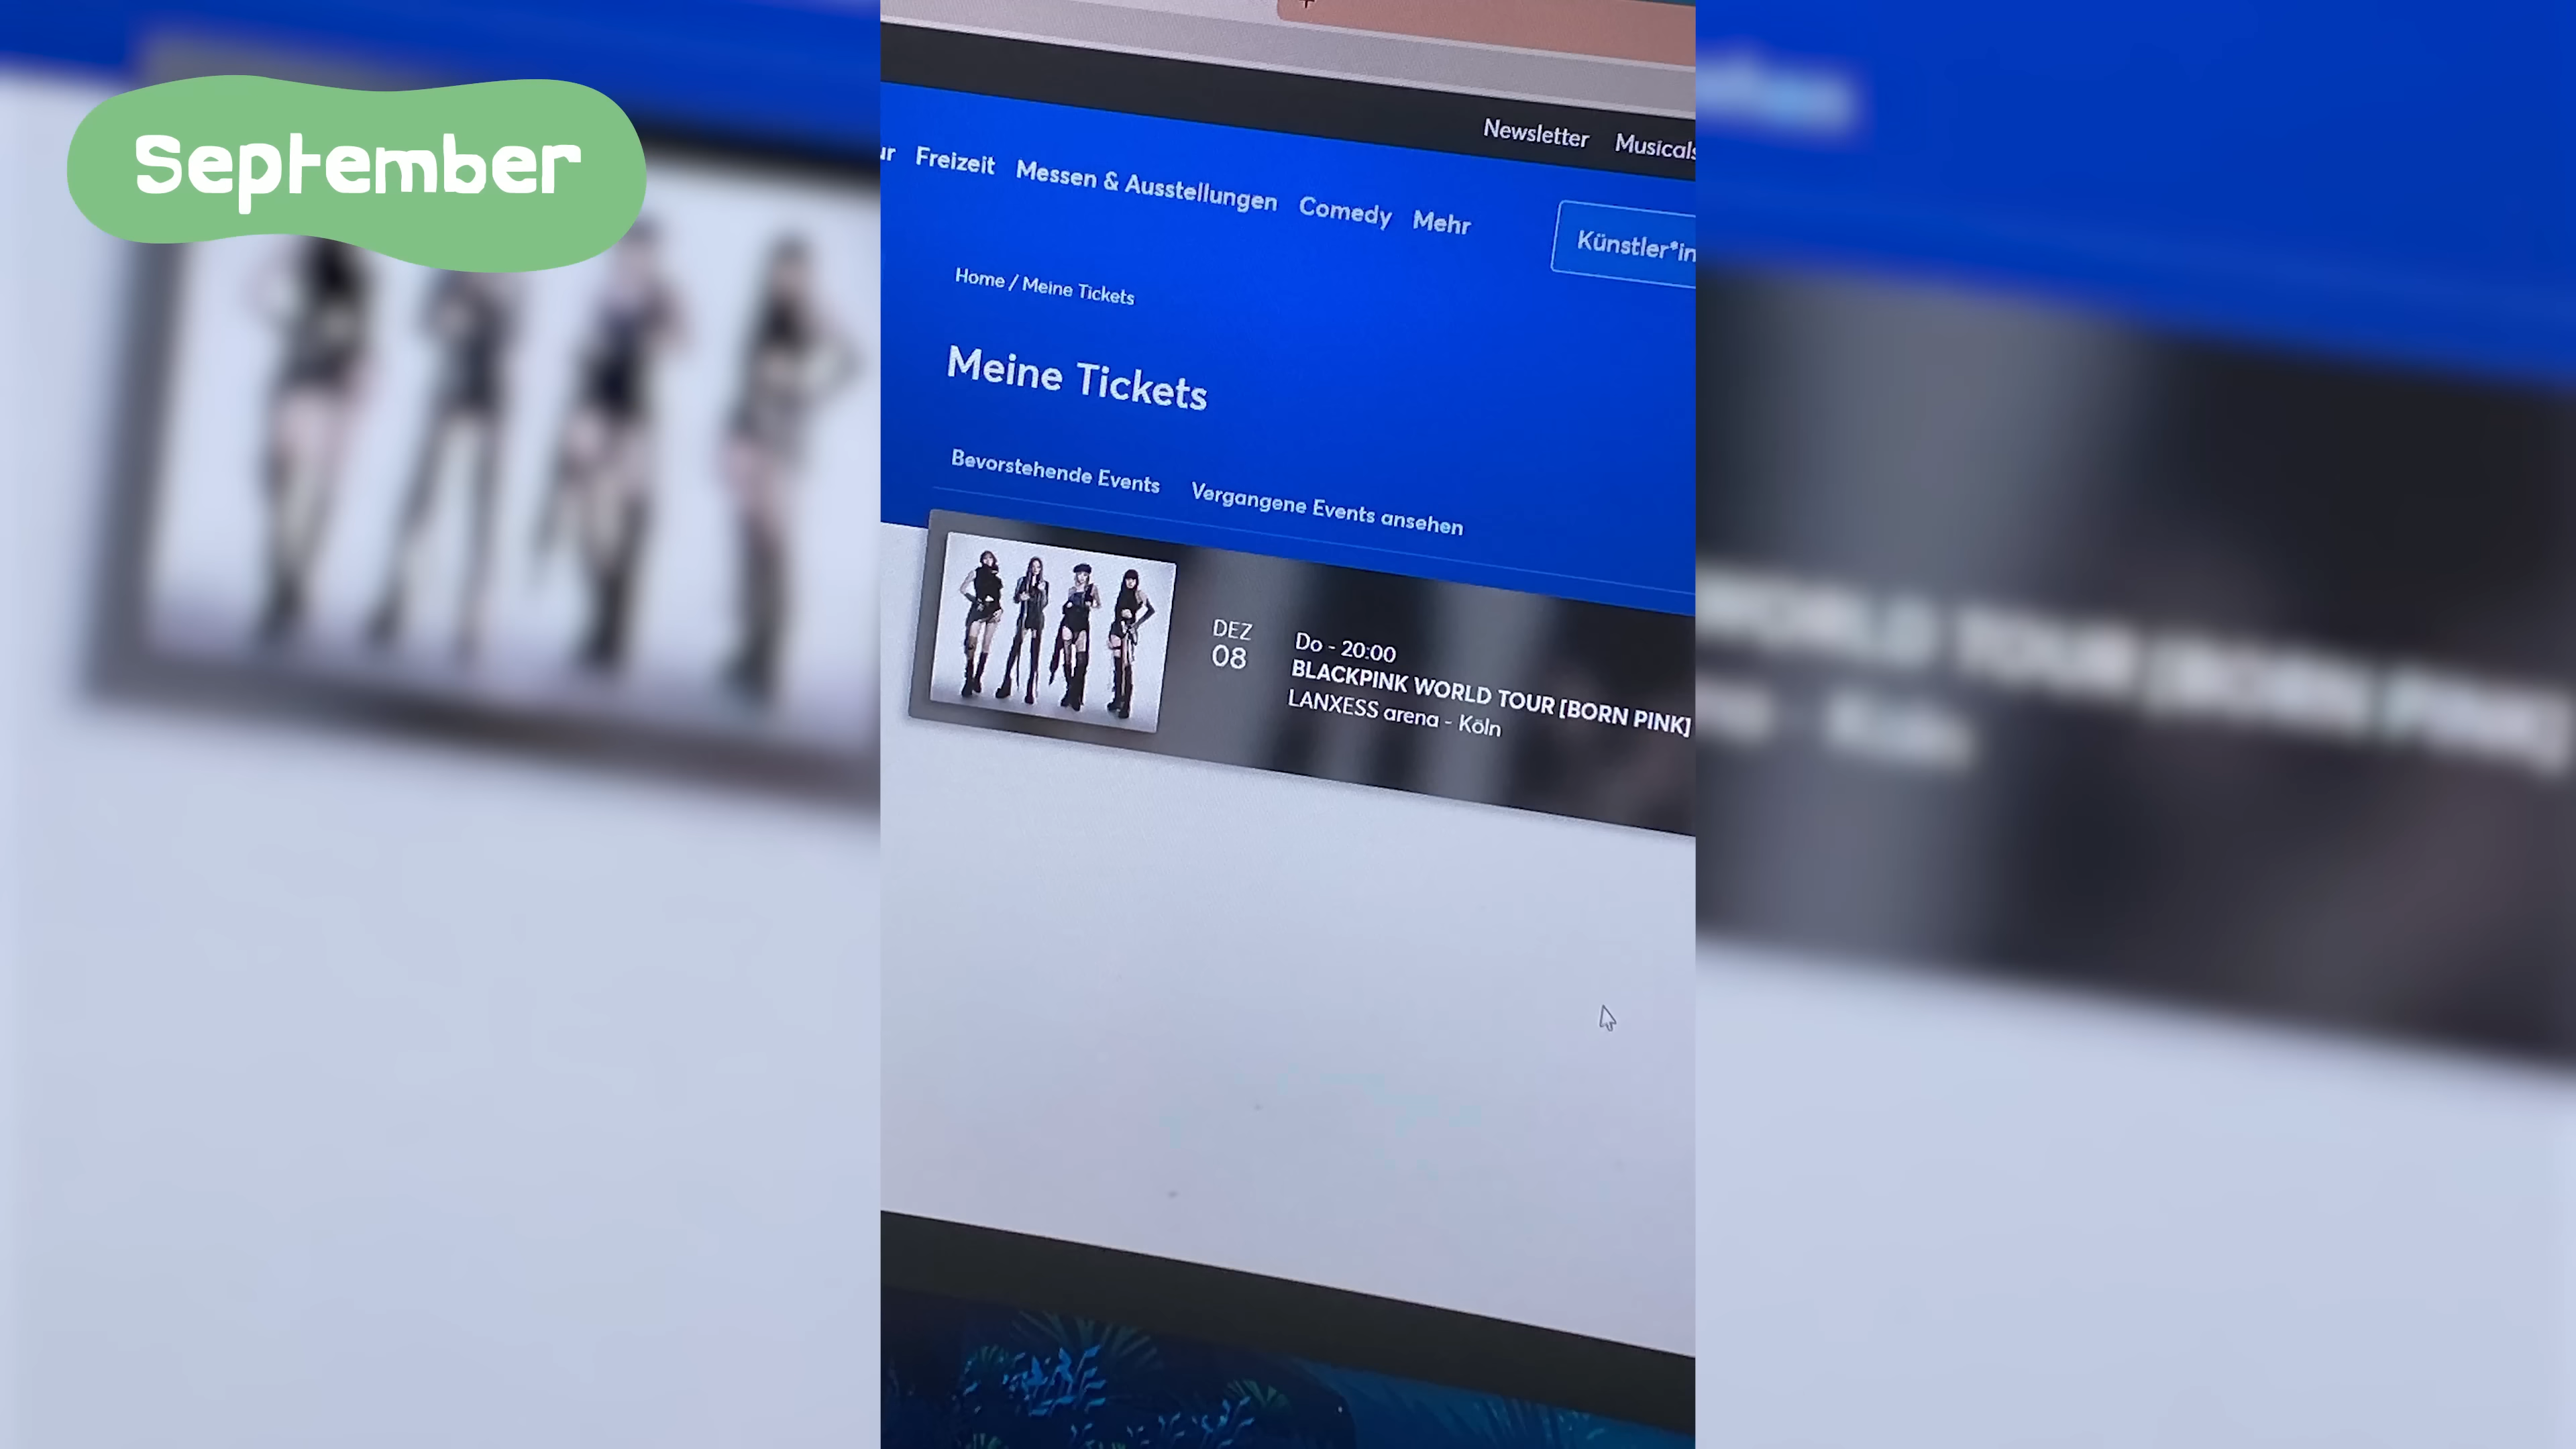 September
Newsletter Musicals
Freizeit Messen & Ausstellungen Comedy Mehr
Künstler*in
Home / Meine Tickets
Meine Tickets
Bevorstehende Events Vergangene Events ansehen
DEZ
08
Do - 20:00
BLACKPINK WORLD TOUR [BORN PINK]
LANXESS arena - Köln